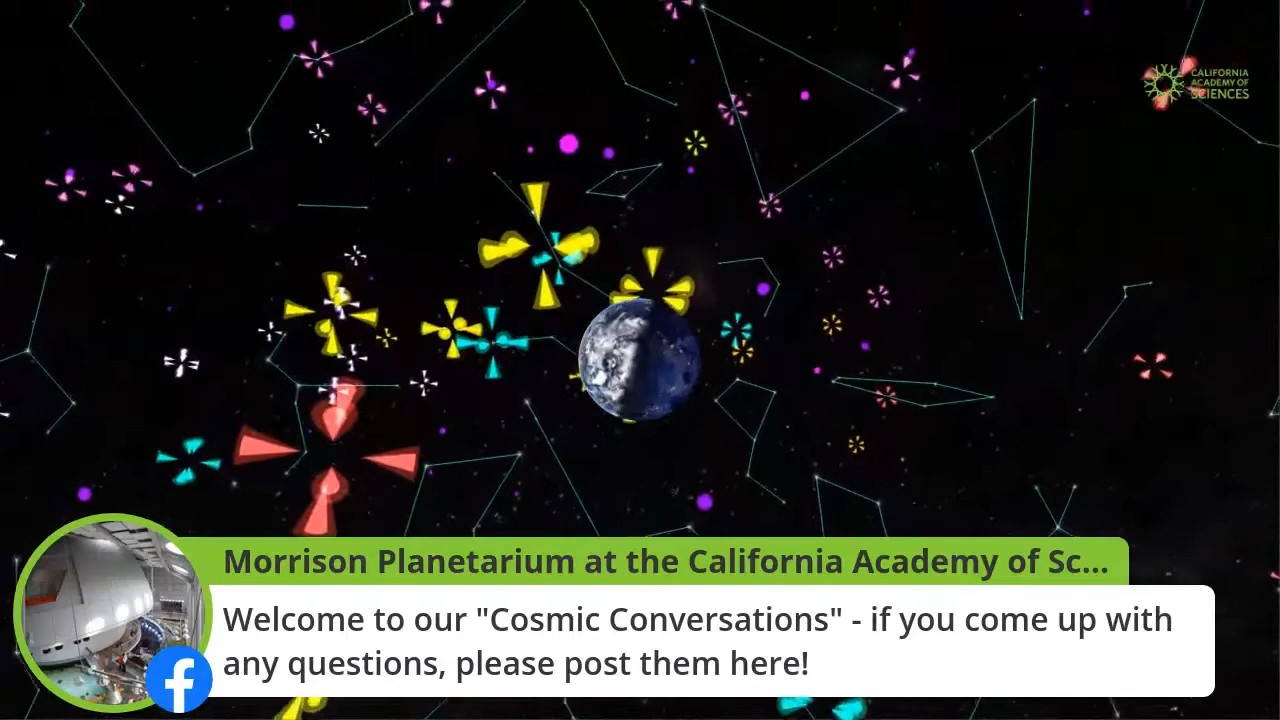 CALIFORNIA
ACADEMY OF
SCIENCES
Morrison Planetarium at the California Academy of Sc...
Welcome to our "Cosmic Conversations" - if you come up with
any questions, please post them here!